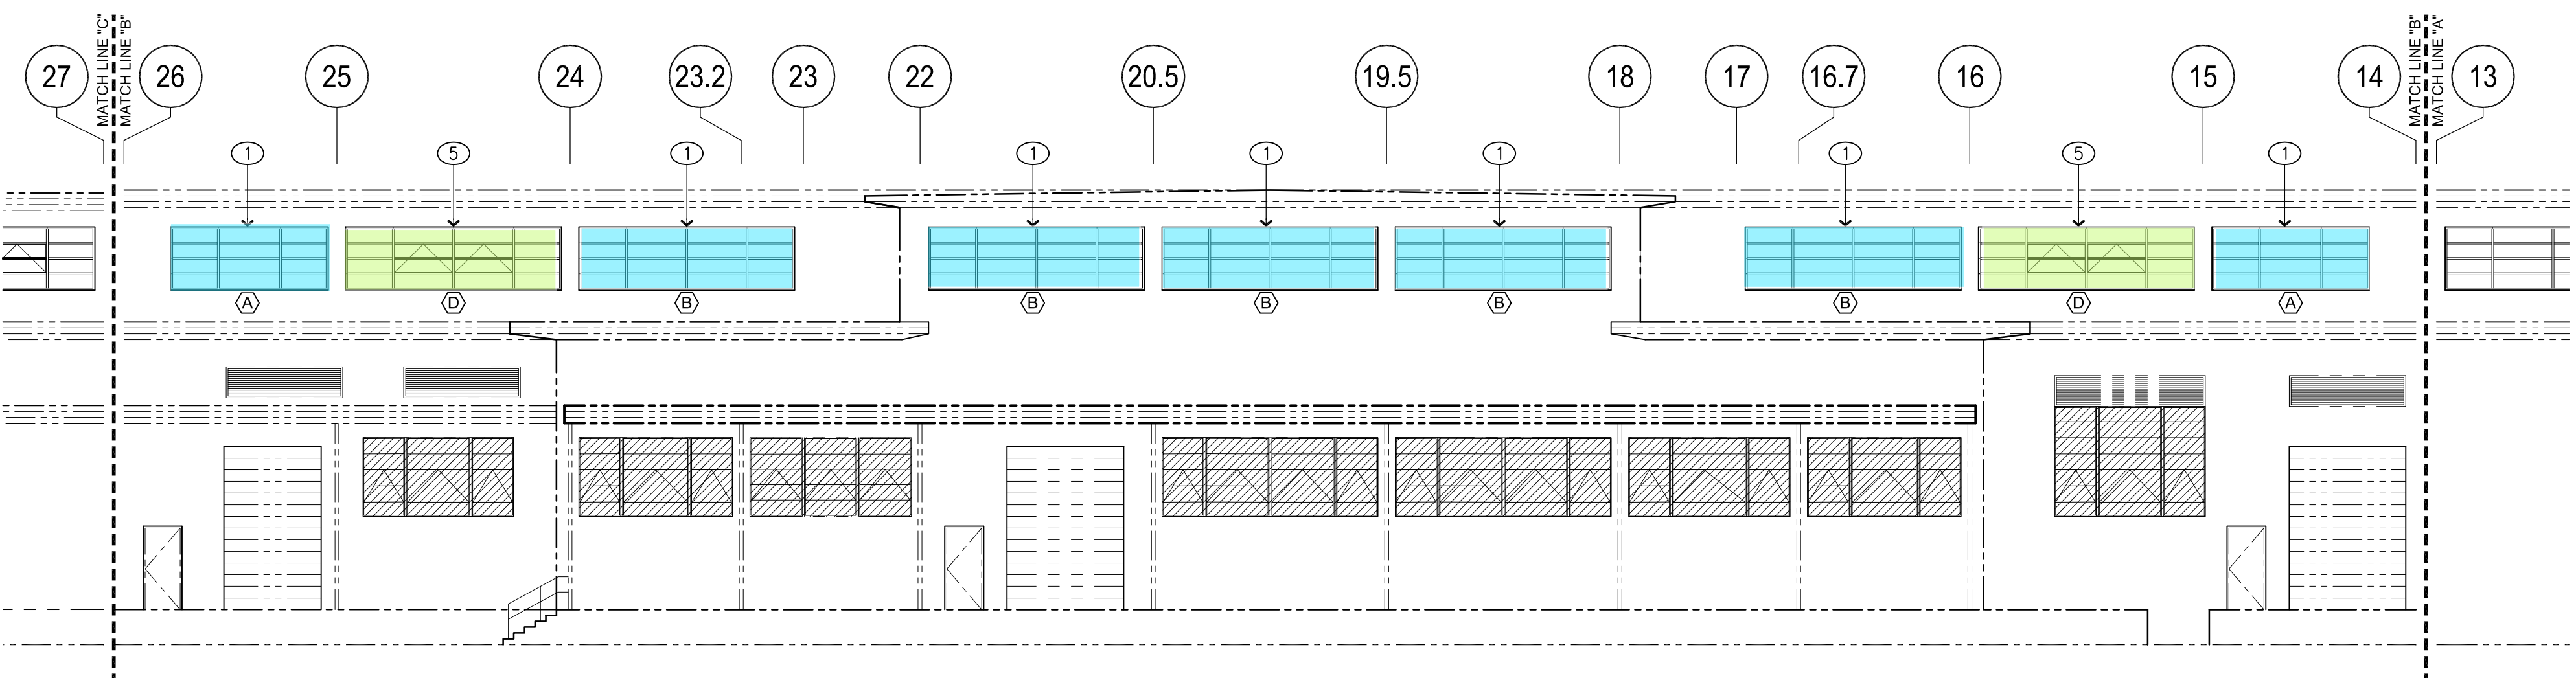 MATCH LINE "C"
MATCH LINE "B"
MATCH LINE "B"
MATCH LINE "A"
27 26 25 24 23.2 23 22 20.5 19.5 18 17 16.7 16 15 14 13
1 5 1 1 1 1 1 5 1
A D B B B B B D A